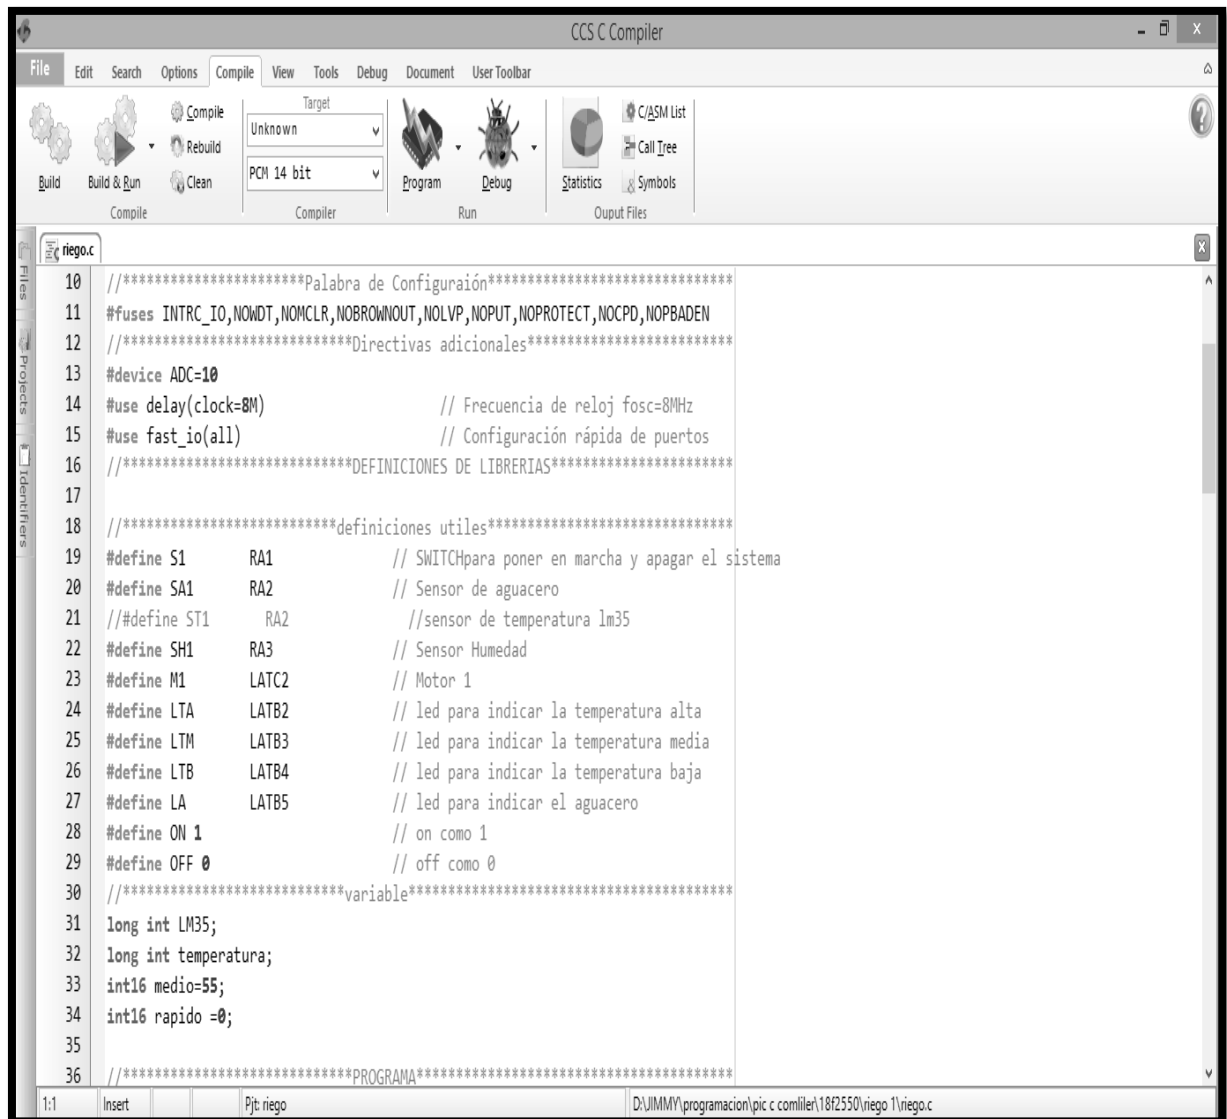 CCS C Compiler
File Edit Search Options Compile View Tools Debug Document User Toolbar
Build
Build & Run
Compile
Rebuild
Clean
Compile
Target
Unknown
PCM 14 bit
Compiler
Program
Debug
Run
Statistics
C/ASM List
Call Tree
Symbols
Ouput Files
Files
Projects
Identifiers
riego.c
10 //***********************Palabra de Configuraión*******************************
11 #fuses INTRC_IO,NOWDT,NOMCLR,NOBROWNOUT,NOLVP,NOPUT,NOPROTECT,NOCPD,NOPBADEN
12 //*****************************Directivas adicionales**************************
13 #device ADC=10
14 #use delay(clock=8M) // Frecuencia de reloj fosc=8MHz
15 #use fast_io(all) // Configuración rápida de puertos
16 //*****************************DEFINICIONES DE LIBRERIAS***********************
17
18 //***************************definiciones utiles*******************************
19 #define S1 RA1 // SWITCHpara poner en marcha y apagar el sistema
20 #define SA1 RA2 // Sensor de aguacero
21 //#define ST1 RA2 //sensor de temperatura lm35
22 #define SH1 RA3 // Sensor Humedad
23 #define M1 LATC2 // Motor 1
24 #define LTA LATB2 // led para indicar la temperatura alta
25 #define LTM LATB3 // led para indicar la temperatura media
26 #define LTB LATB4 // led para indicar la temperatura baja
27 #define LA LATB5 // led para indicar el aguacero
28 #define ON 1 // on como 1
29 #define OFF 0 // off como 0
30 //****************************variable*****************************************
31 long int LM35;
32 long int temperatura;
33 int16 medio=55;
34 int16 rapido =0;
35
36 //*****************************PROGRAMA****************************************
1:1 Insert Pjt: riego D:\JIMMY\programacion\pic c comliler\18f2550\riego 1\riego.c